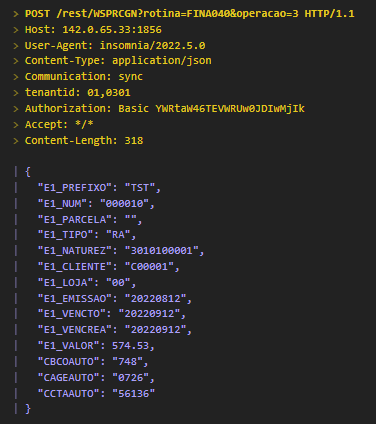 > POST /rest/WSPRCGN?rotina=FINA040&operacao=3 HTTP/1.1
> Host: 142.0.65.33:1856
> User-Agent: insomnia/2022.5.0
> Content-Type: application/json
> Communication: sync
> tenantid: 01,0301
> Authorization: Basic YWRtaW46TEVWRUw0JDIwMjIk
> Accept: */*
> Content-Length: 318
| {
|   "E1_PREFIXO": "TST",
|   "E1_NUM": "000010",
|   "E1_PARCELA": "",
|   "E1_TIPO": "RA",
|   "E1_NATUREZ": "3010100001",
|   "E1_CLIENTE": "C00001",
|   "E1_LOJA": "00",
|   "E1_EMISSAO": "20220812",
|   "E1_VENCTO": "20220912",
|   "E1_VENCREA": "20220912",
|   "E1_VALOR": 574.53,
|   "CBCOAUTO": "748",
|   "CAGEAUTO": "0726",
|   "CCTAAUTO": "56136"
| }